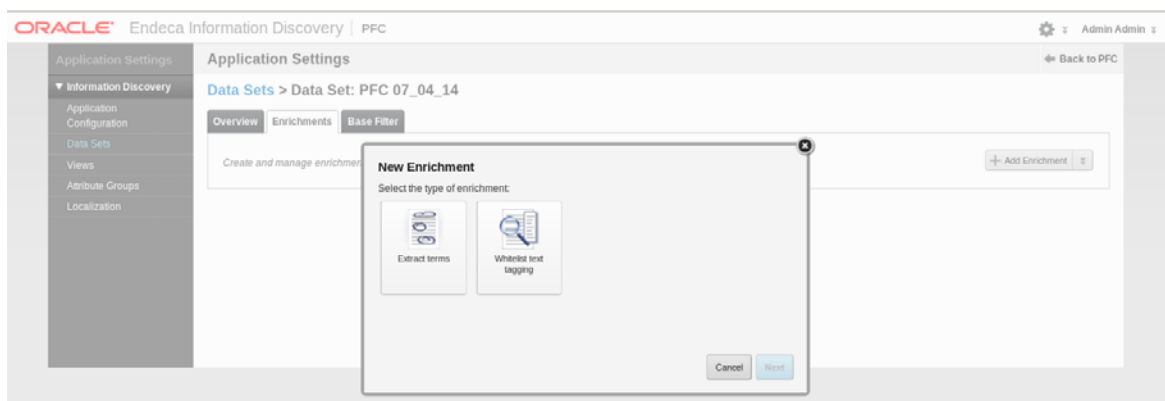 ORACLE Endeca Information Discovery | PFC
Admin Admin
Application Settings
Application Settings
Back to PFC
Information Discovery
Data Sets > Data Set: PFC 07_04_14
Application
Configuration
Overview Enrichments Base Filter
Data Sets
Views
Create and manage enrichmen
Add Enrichment
Attribute Groups
Localization
New Enrichment
Select the type of enrichment:
Extract terms
Whitelist text
tagging
Cancel Next